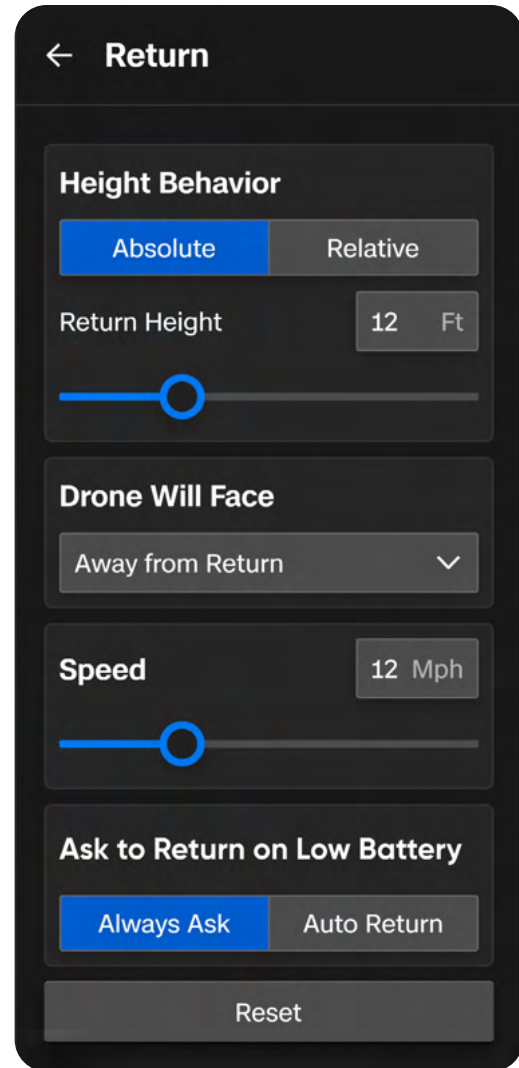 Return
Height Behavior
Absolute Relative
Return Height 12 Ft
Drone Will Face
Away from Return
Speed 12 Mph
Ask to Return on Low Battery
Always Ask Auto Return
Reset